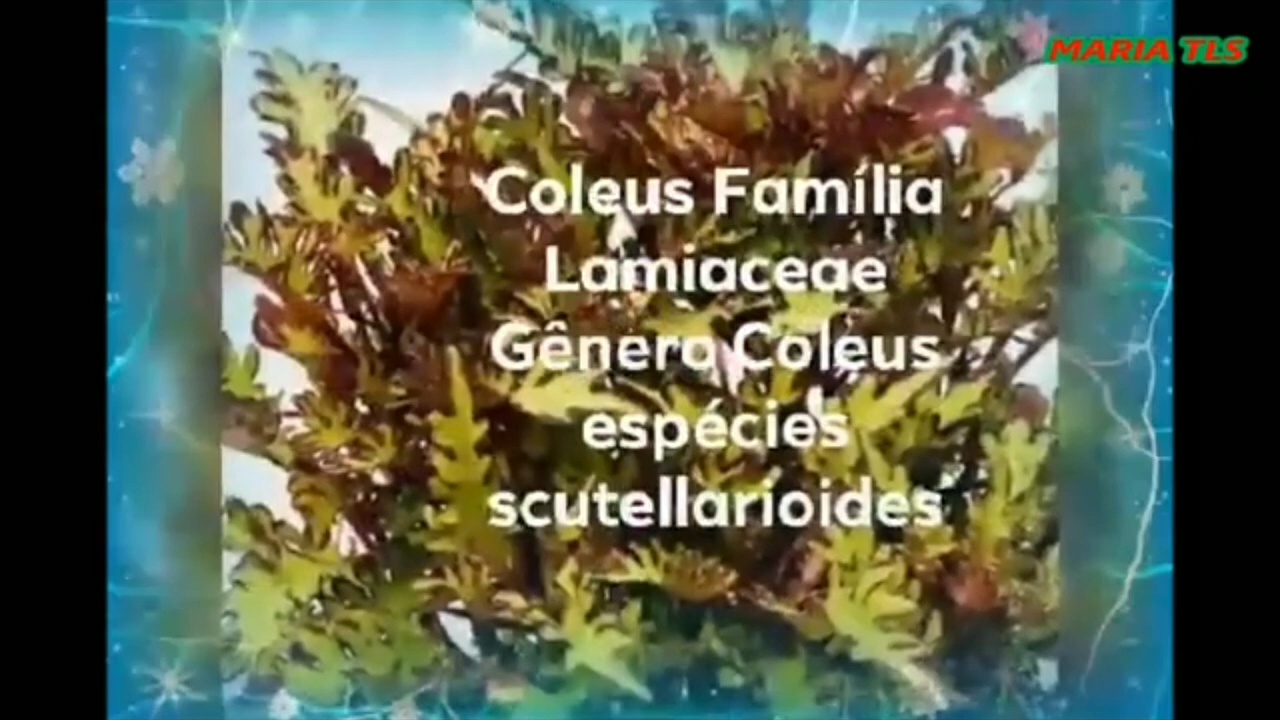 MARIA TLS
Coleus Família
Lamiaceae
Gênero Coleus
espécies
scutellarioides